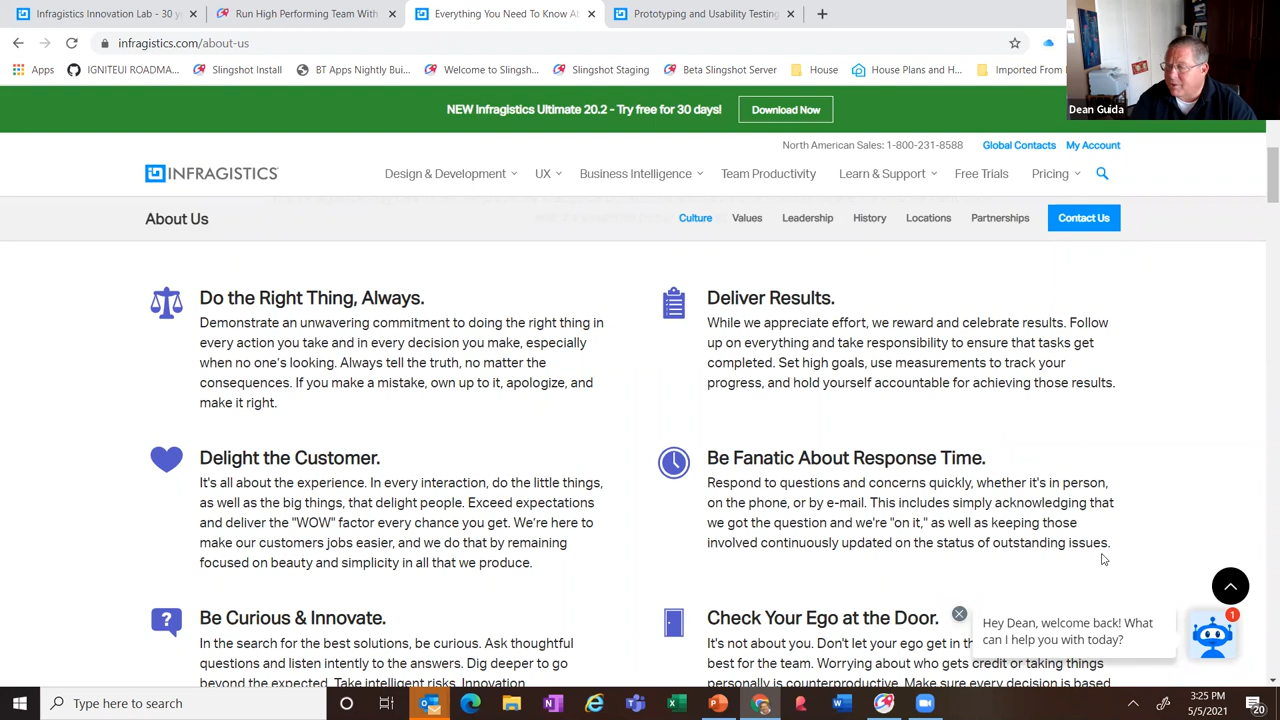 Infragistics Innovation Lab - 30 y
Run High Performing Team With
Everything You Need To Know A
Prototyping and Usability Testing
infragistics.com/about-us
Apps
IGNITEUI ROADMA...
Slingshot Install
BT Apps Nightly Bui...
Welcome to Slingsh...
Slingshot Staging
Beta Slingshot Server
House
House Plans and H...
Imported From
Dean Guida
NEW Infragistics Ultimate 20.2 - Try free for 30 days!
Download Now
North American Sales: 1-800-231-8588
Global Contacts
My Account
INFRAGISTICS
Design & Development
UX
Business Intelligence
Team Productivity
Learn & Support
Free Trials
Pricing
About Us
Culture
Values
Leadership
History
Locations
Partnerships
Contact Us
Do the Right Thing, Always.
Demonstrate an unwavering commitment to doing the right thing in
every action you take and in every decision you make, especially
when no one's looking. Always tell the truth, no matter the
consequences. If you make a mistake, own up to it, apologize, and
make it right.
Deliver Results.
While we appreciate effort, we reward and celebrate results. Follow
up on everything and take responsibility to ensure that tasks get
completed. Set high goals, use measurements to track your
progress, and hold yourself accountable for achieving those results.
Delight the Customer.
It's all about the experience. In every interaction, do the little things,
as well as the big things, that delight people. Exceed expectations
and deliver the "WOW" factor every chance you get. We're here to
make our customers jobs easier, and we do that by remaining
focused on beauty and simplicity in all that we produce.
Be Fanatic About Response Time.
Respond to questions and concerns quickly, whether it's in person,
on the phone, or by e-mail. This includes simply acknowledging that
we got the question and we're "on it," as well as keeping those
involved continuously updated on the status of outstanding issues.
Be Curious & Innovate.
In the search for the best solutions, be curious. Ask thoughtful
questions and listen intently to the answers. Dig deeper to go
beyond the expected. Take intelligent risks. Innovation
Check Your Ego at the Door.
It's not about you. Don't let your ego get in th
best for the team. Worrying about who gets credit or taking things
personally is counterproductive. Make sure every decision is based
Hey Dean, welcome back! What
can I help you with today?
1
Type here to search
3:25 PM
5/5/2021
20